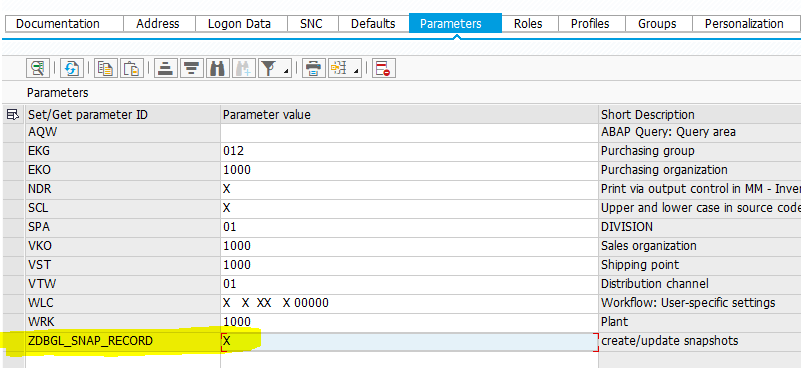 Documentation Address Logon Data SNC Defaults Parameters Roles Profiles Groups Personalization
Parameters
Set/Get parameter ID Parameter value Short Description
AQW ABAP Query: Query area
EKG 012 Purchasing group
EKO 1000 Purchasing organization
NDR X Print via output control in MM - Inver
SCL X Upper and lower case in source code
SPA 01 DIVISION
VKO 1000 Sales organization
VST 1000 Shipping point
VTW 01 Distribution channel
WLC X X XX X 00000 Workflow: User-specific settings
WRK 1000 Plant
ZDBGL_SNAP_RECORD X create/update snapshots